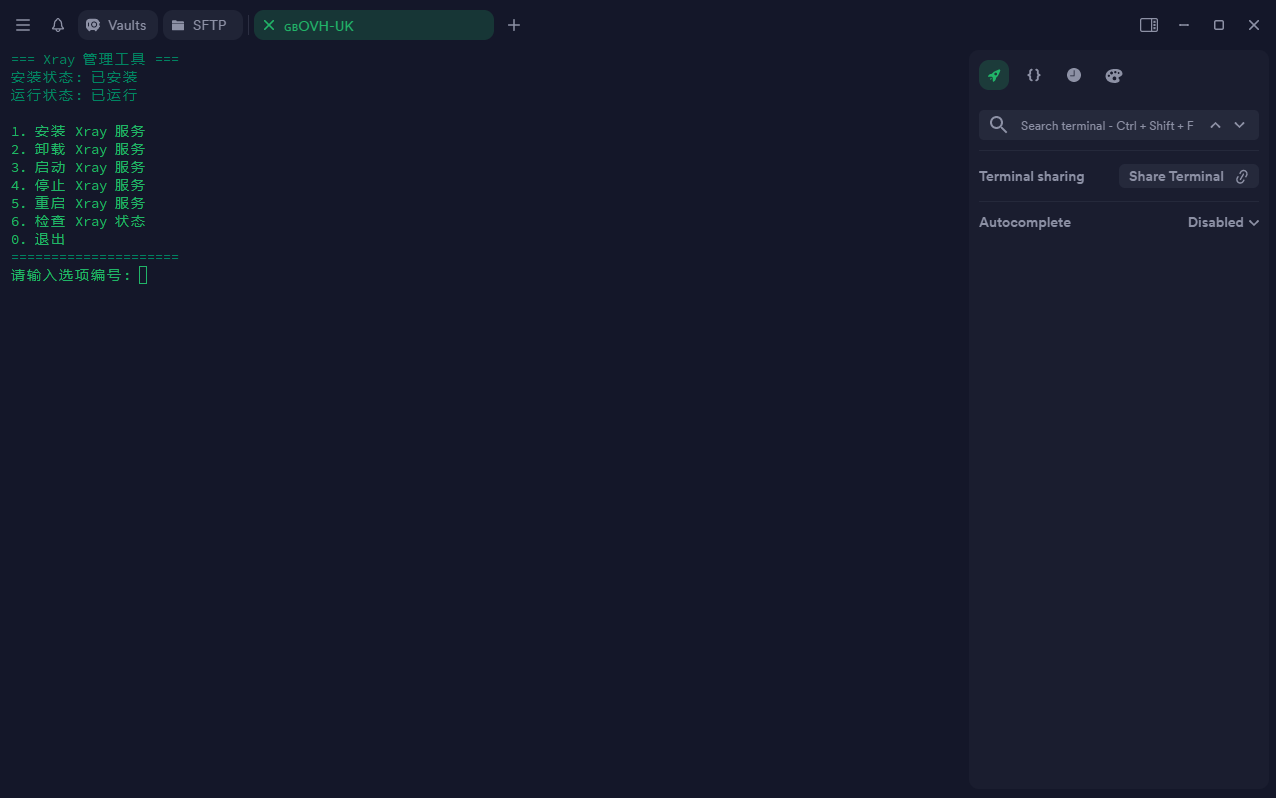 Vaults
SFTP
GBOVH-UK
=== Xray 管理工具 ===
安装状态: 已安装
运行状态: 已运行
1. 安装 Xray 服务
2. 卸载 Xray 服务
3. 启动 Xray 服务
4. 停止 Xray 服务
5. 重启 Xray 服务
6. 检查 Xray 状态
0. 退出
=====================
请输入选项编号:
Search terminal - Ctrl + Shift + F
Terminal sharing
Share Terminal
Autocomplete
Disabled